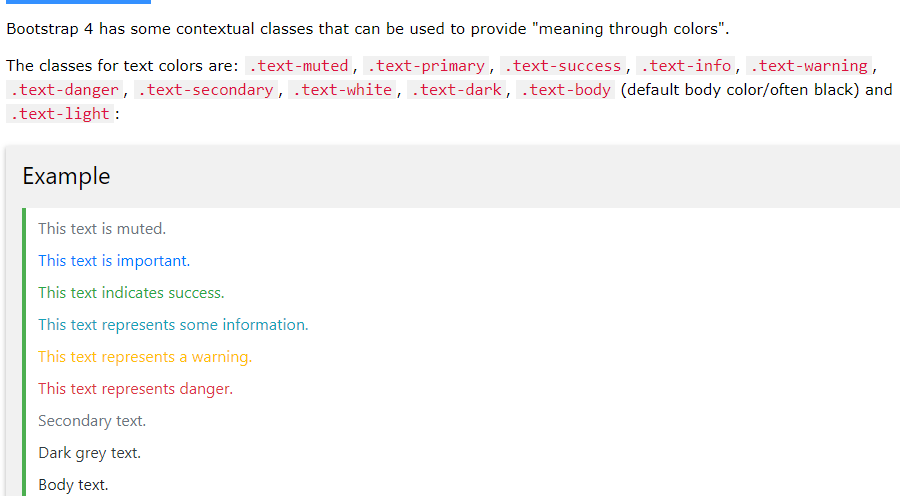 Bootstrap 4 has some contextual classes that can be used to provide "meaning through colors".
The classes for text colors are: .text-muted, .text-primary, .text-success, .text-info, .text-warning,
.text-danger, .text-secondary, .text-white, .text-dark, .text-body (default body color/often black) and
.text-light:
Example
This text is muted.
This text is important.
This text indicates success.
This text represents some information.
This text represents a warning.
This text represents danger.
Secondary text.
Dark grey text.
Body text.